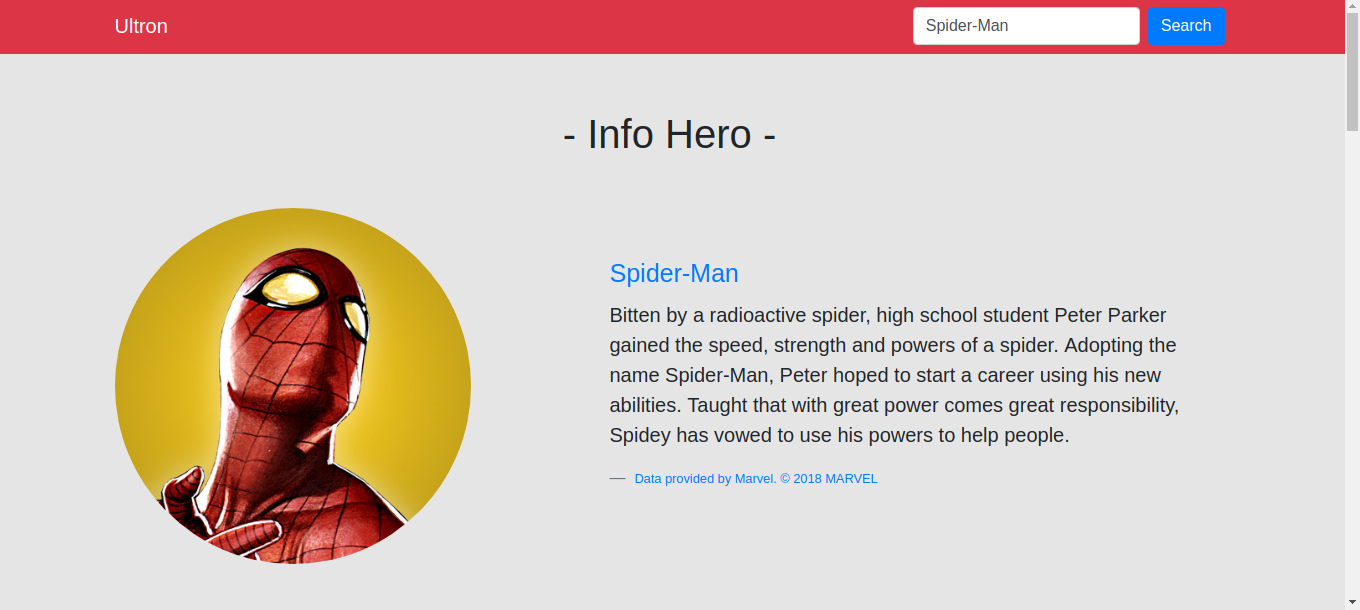 Ultron
Spider-Man
Search
- Info Hero -
Spider-Man
Bitten by a radioactive spider, high school student Peter Parker
gained the speed, strength and powers of a spider. Adopting the
name Spider-Man, Peter hoped to start a career using his new
abilities. Taught that with great power comes great responsibility,
Spidey has vowed to use his powers to help people.
— Data provided by Marvel. © 2018 MARVEL